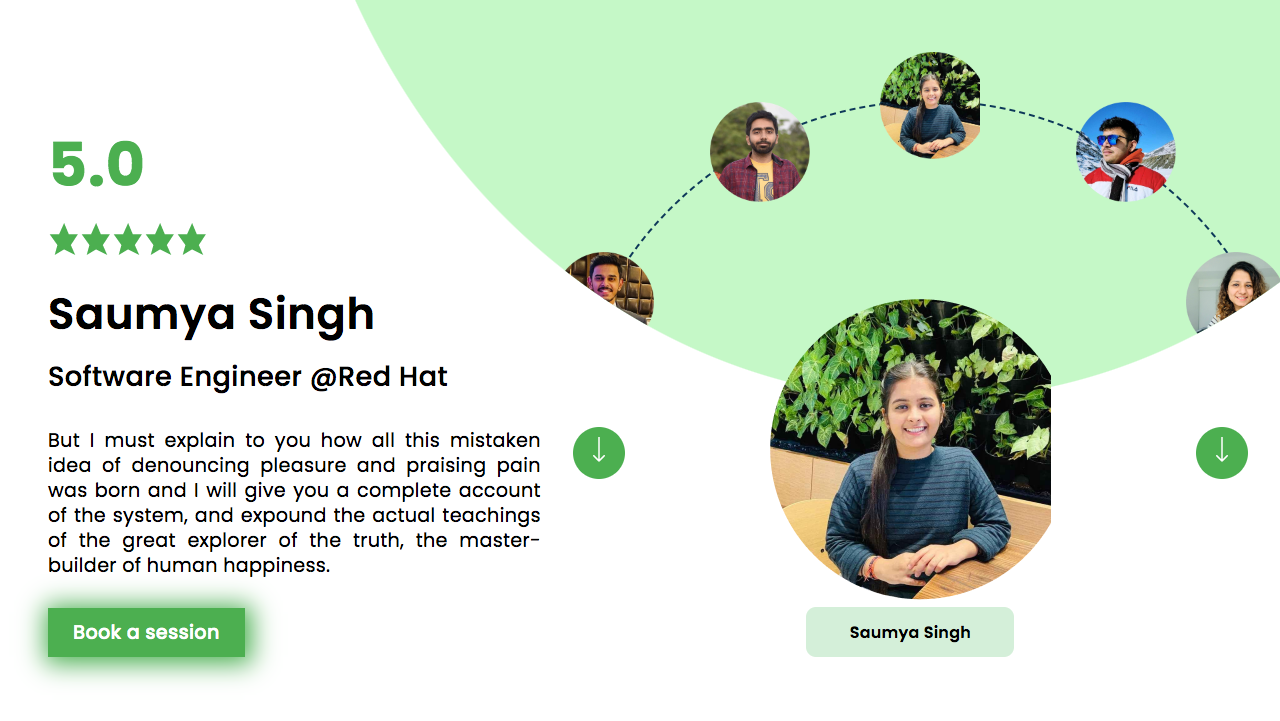 5.0
Saumya Singh
Software Engineer @Red Hat
But I must explain to you how all this mistaken
idea of denouncing pleasure and praising pain
was born and I will give you a complete account
of the system, and expound the actual teachings
of the great explorer of the truth, the master-
builder of human happiness.
Book a session
Saumya Singh